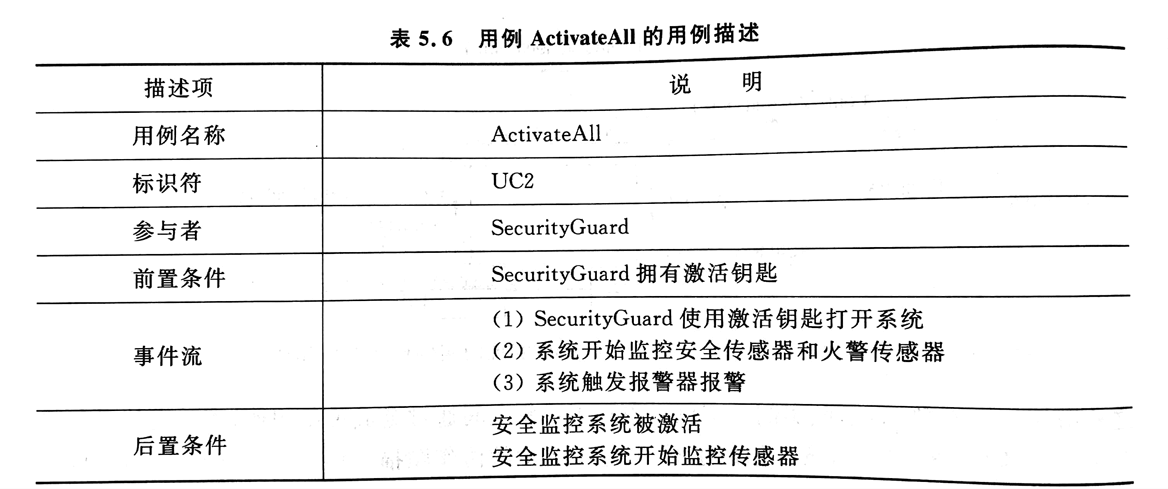 表 5.6 用例 ActivateAll 的用例描述
描述项 说 明
用例名称 ActivateAll
标识符 UC2
参与者 SecurityGuard
前置条件 SecurityGuard 拥有激活钥匙
事件流
(1) SecurityGuard 使用激活钥匙打开系统
(2) 系统开始监控安全传感器和火警传感器
(3) 系统触发报警器报警
后置条件
安全监控系统被激活
安全监控系统开始监控传感器